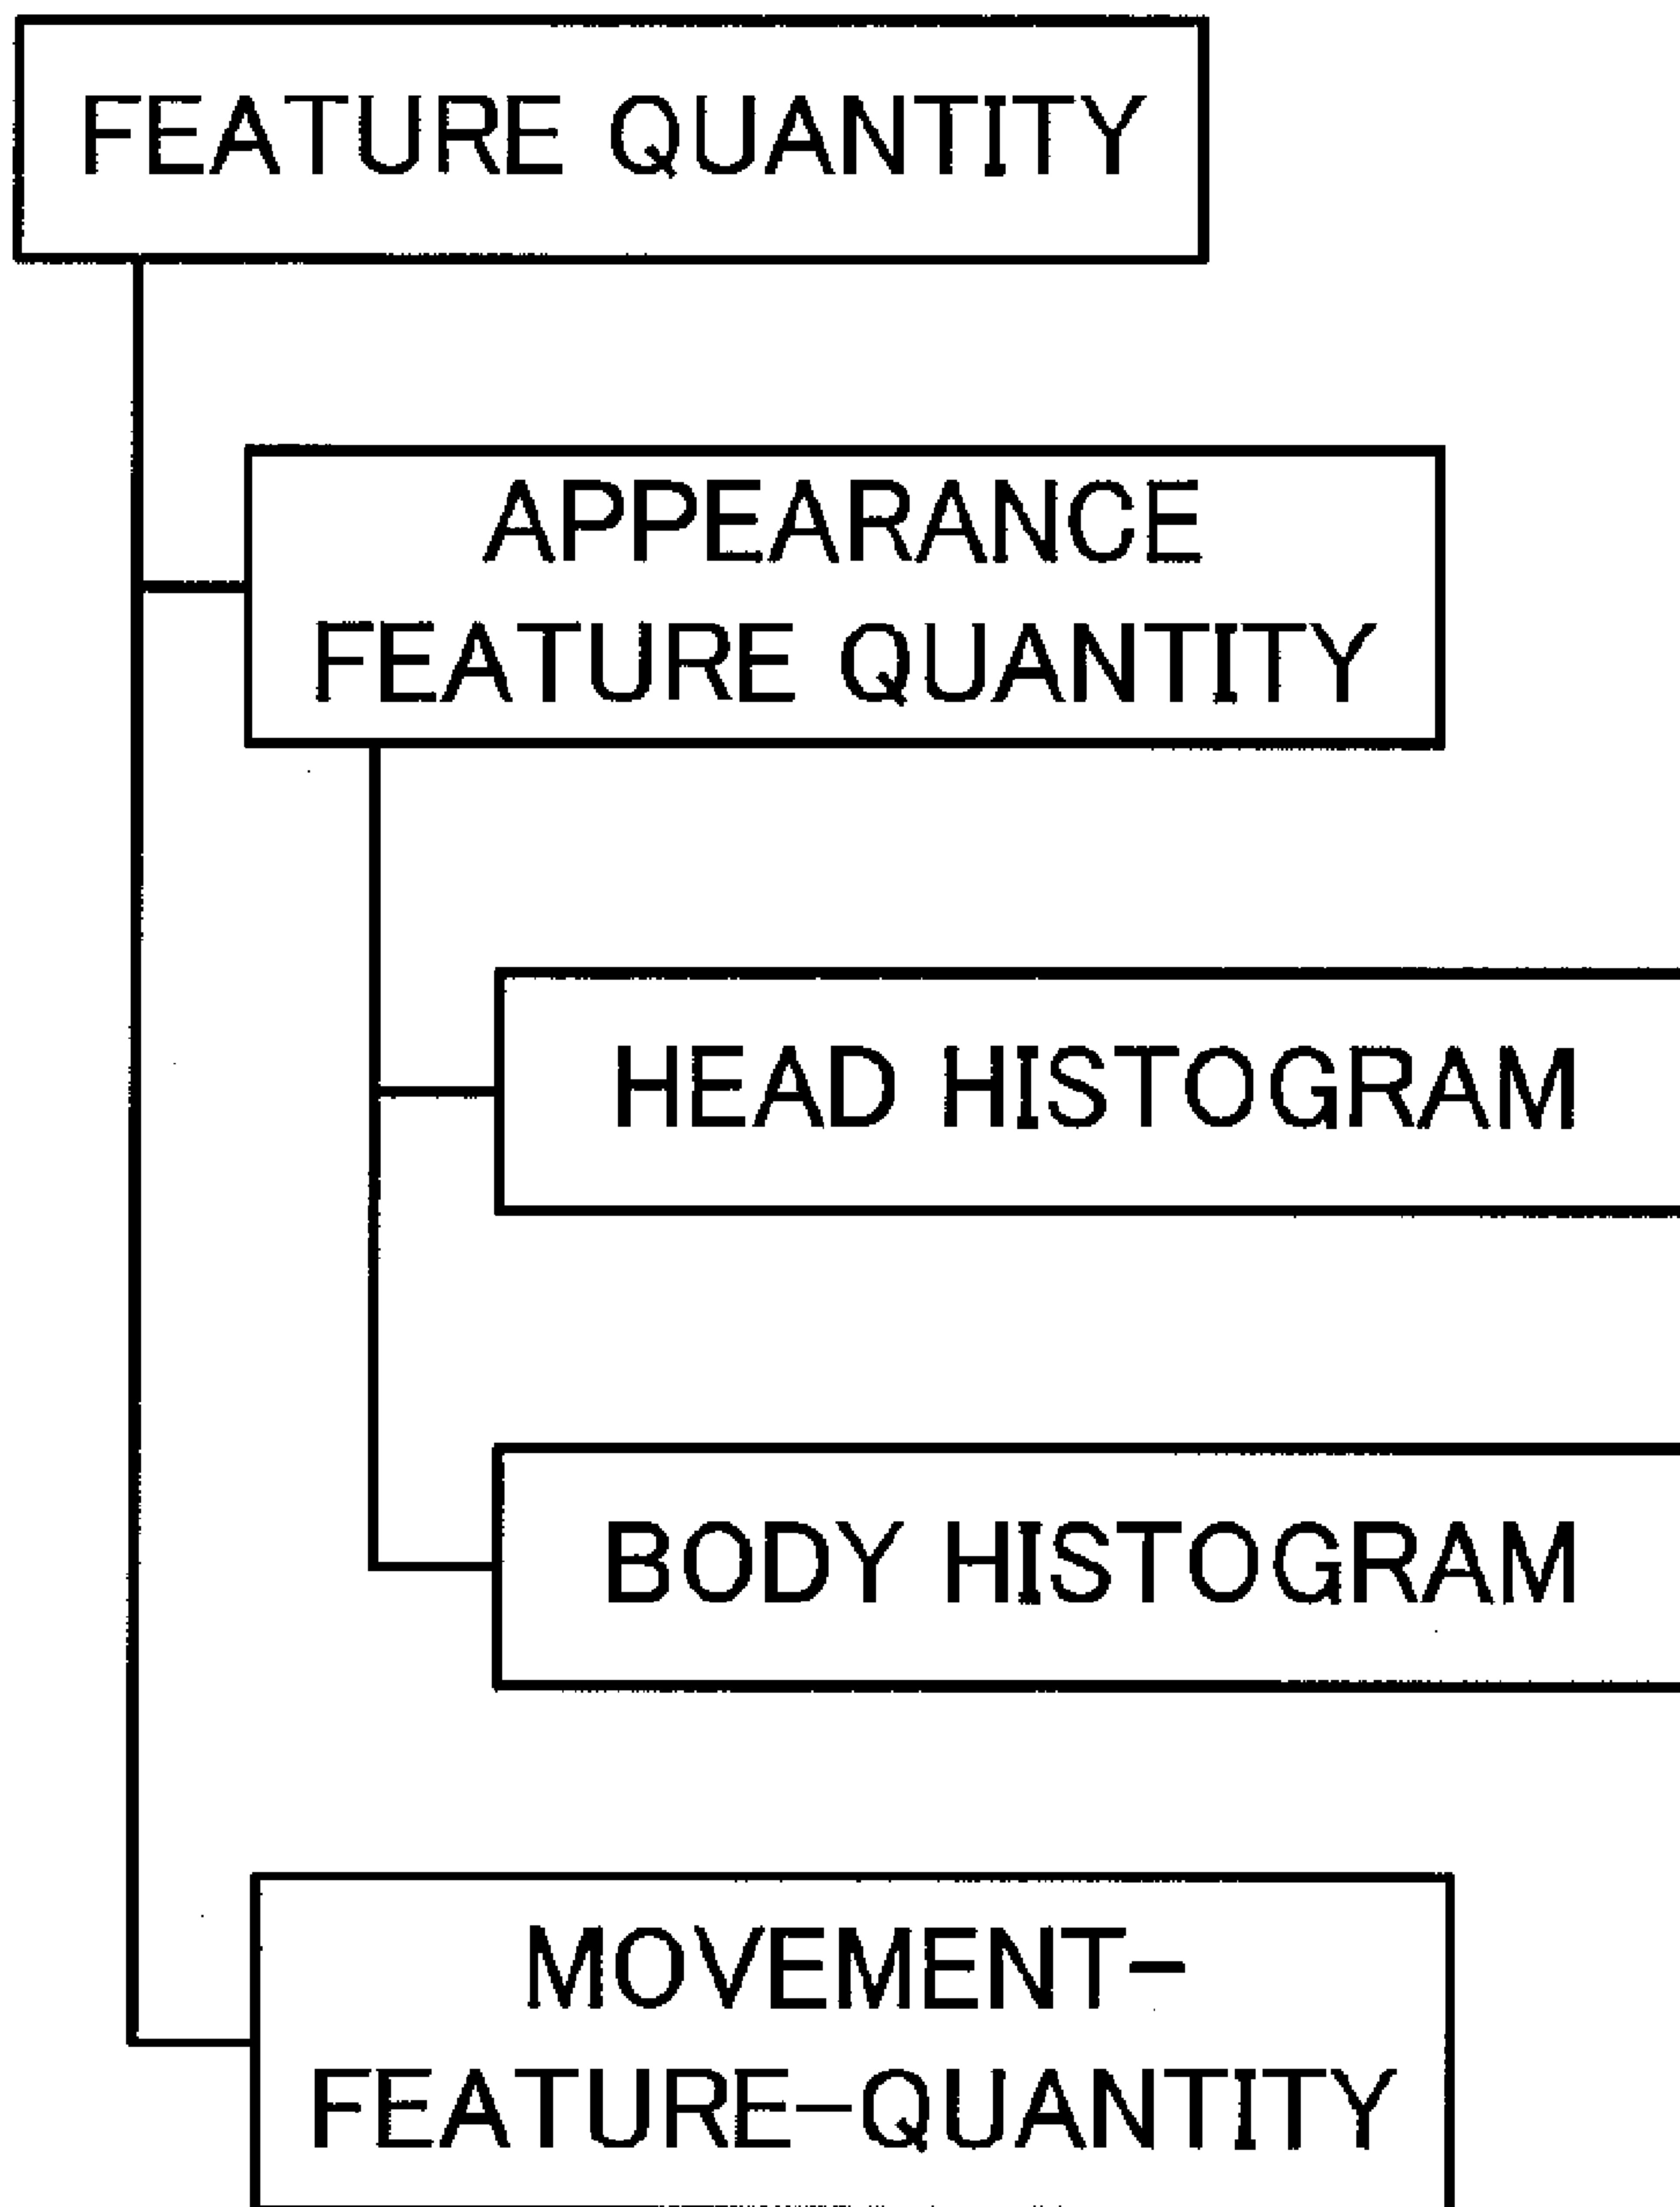 FEATURE QUANTITY
APPEARANCE
FEATURE QUANTITY
HEAD HISTOGRAM
BODY HISTOGRAM
MOVEMENT-
FEATURE-QUANTITY